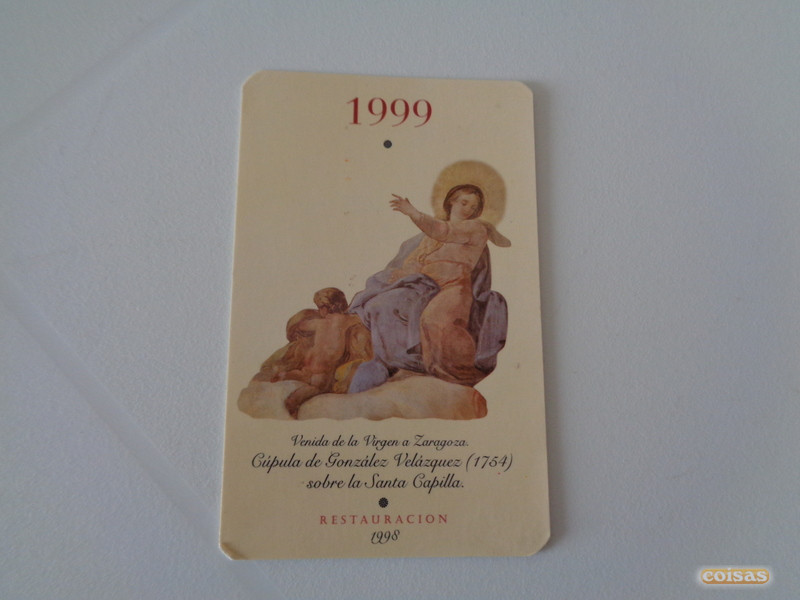 1999
Venida de la Virgen a Zaragoza.
Cúpula de González Velázquez (1754)
sobre la Santa Capilla.
RESTAURACION
1998
coisas